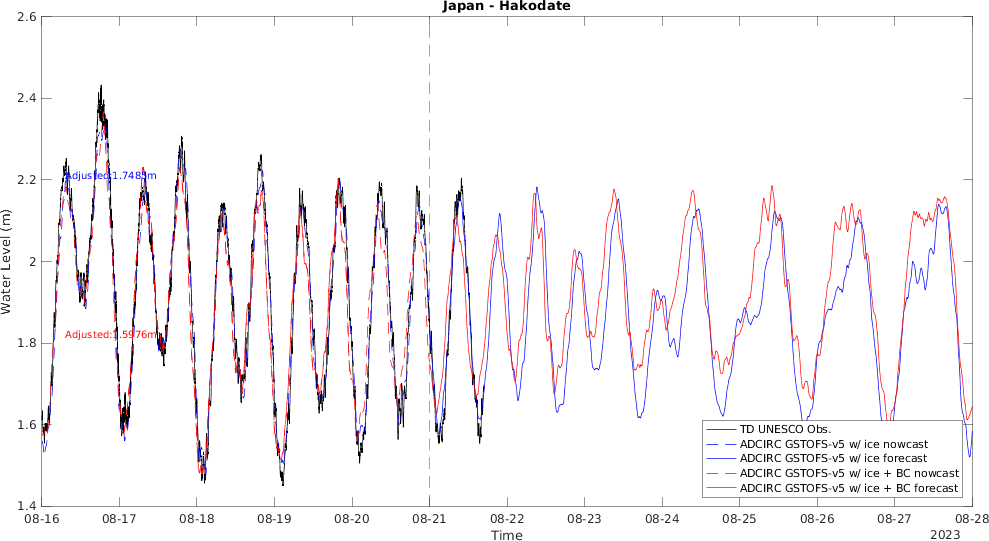 Japan - Hakodate
Water Level (m)
2.6
2.4
2.2
2
1.8
1.6
1.4
Adjusted:1.7485m
Adjusted:1.5976m
08-16 08-17 08-18 08-19 08-20 08-21 08-22 08-23 08-24 08-25 08-26 08-27 08-28
Time
2023
TD UNESCO Obs.
ADCIRC GSTOFS-v5 w/ ice nowcast
ADCIRC GSTOFS-v5 w/ ice forecast
ADCIRC GSTOFS-v5 w/ ice + BC nowcast
ADCIRC GSTOFS-v5 w/ ice + BC forecast